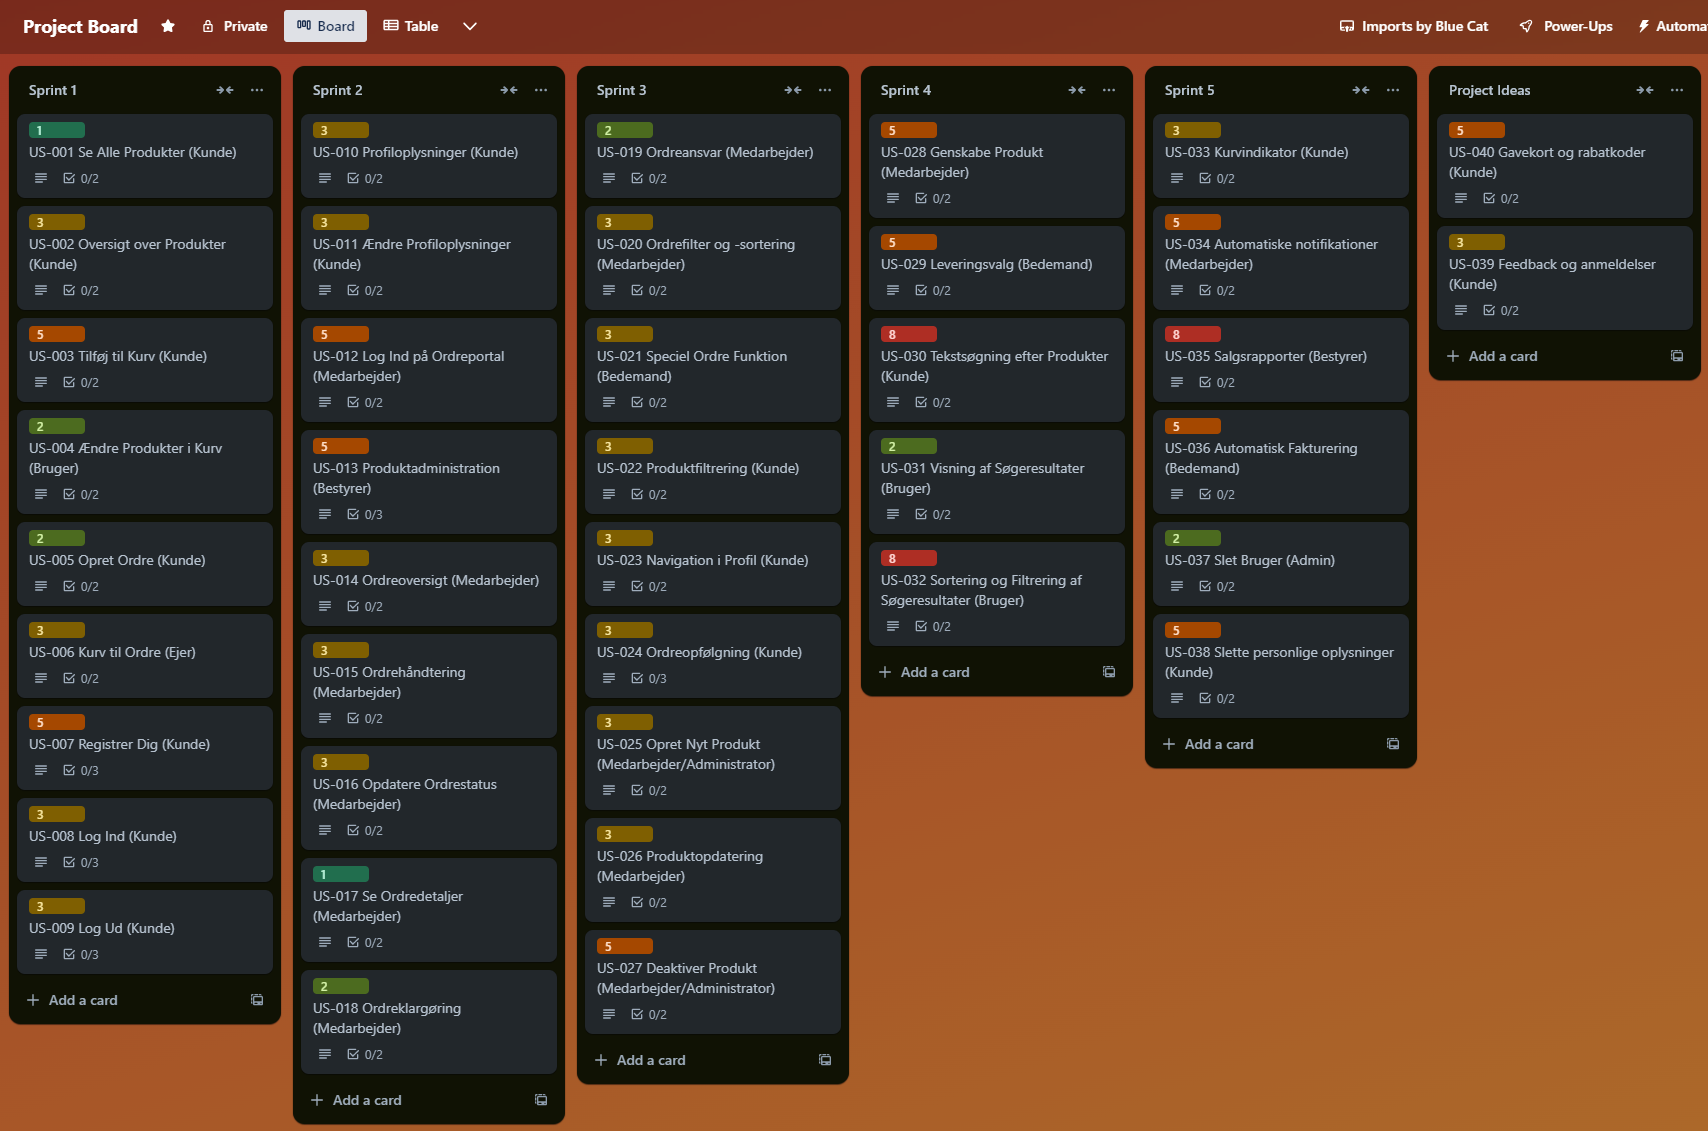 Project Board
Private
Board
Table
Imports by Blue Cat
Power-Ups
Automa
Sprint 1
1
US-001 Se Alle Produkter (Kunde)
0/2
3
US-002 Oversigt over Produkter
(Kunde)
0/2
5
US-003 Tilføj til Kurv (Kunde)
0/2
2
US-004 Ændre Produkter i Kurv
(Bruger)
0/2
2
US-005 Opret Ordre (Kunde)
0/2
3
US-006 Kurv til Ordre (Ejer)
0/2
5
US-007 Registrer Dig (Kunde)
0/3
3
US-008 Log Ind (Kunde)
0/3
3
US-009 Log Ud (Kunde)
0/3
Add a card
Sprint 2
3
US-010 Profiloplysninger (Kunde)
0/2
3
US-011 Ændre Profiloplysninger
(Kunde)
0/2
5
US-012 Log Ind på Ordreportal
(Medarbejder)
0/2
5
US-013 Produktadministration
(Bestyrer)
0/3
3
US-014 Ordreoversigt (Medarbejder)
0/2
3
US-015 Ordrehåndtering
(Medarbejder)
0/2
3
US-016 Opdatere Ordrestatus
(Medarbejder)
0/2
1
US-017 Se Ordredetaljer
(Medarbejder)
0/2
2
US-018 Ordreklargøring
(Medarbejder)
0/2
Add a card
Sprint 3
2
US-019 Ordreansvar (Medarbejder)
0/2
3
US-020 Ordrefilter og -sortering
(Medarbejder)
0/2
3
US-021 Speciel Ordre Funktion
(Bedemand)
0/2
3
US-022 Produktfiltrering (Kunde)
0/2
3
US-023 Navigation i Profil (Kunde)
0/2
3
US-024 Ordreopfølgning (Kunde)
0/3
3
US-025 Opret Nyt Produkt
(Medarbejder/Administrator)
0/2
3
US-026 Produktopdatering
(Medarbejder)
0/2
5
US-027 Deaktiver Produkt
(Medarbejder/Administrator)
0/2
Add a card
Sprint 4
5
US-028 Genskabe Produkt
(Medarbejder)
0/2
5
US-029 Leveringsvalg (Bedemand)
0/2
8
US-030 Tekstsøgning efter Produkter
(Kunde)
0/2
2
US-031 Visning af Søgeresultater
(Bruger)
0/2
8
US-032 Sortering og Filtrering af
Søgeresultater (Bruger)
0/2
Add a card
Sprint 5
3
US-033 Kurvindikator (Kunde)
0/2
5
US-034 Automatiske notifikationer
(Medarbejder)
0/2
8
US-035 Salgsrapporter (Bestyrer)
0/2
5
US-036 Automatisk Fakturering
(Bedemand)
0/2
2
US-037 Slet Bruger (Admin)
0/2
5
US-038 Slette personlige oplysninger
(Kunde)
0/2
Add a card
Project Ideas
5
US-040 Gavekort og rabatkoder
(Kunde)
0/2
3
US-039 Feedback og anmeldelser
(Kunde)
0/2
Add a card